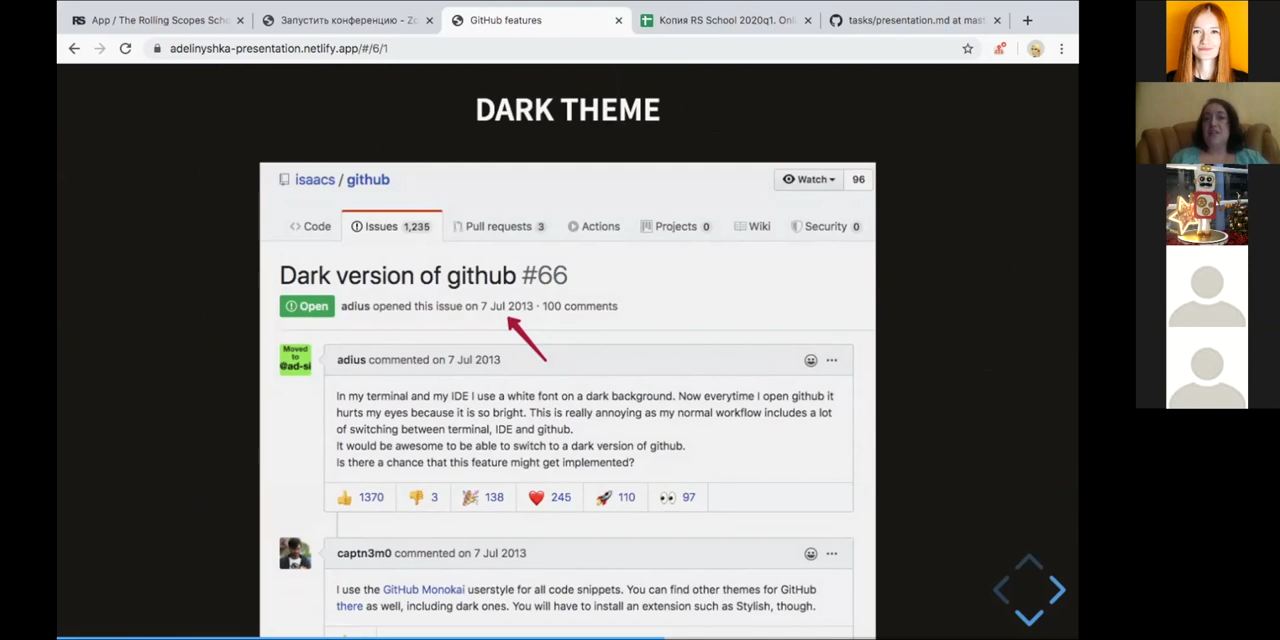 App / The Rolling Scopes Scho
Запустить конференцию - Zo
GitHub features
Копия RS School 2020q1. Onl
tasks/presentation.md at mast
adelinyshka-presentation.netlify.app/#/6/1
DARK THEME
isaacs / github
Watch 96
Code
Issues 1,235
Pull requests 3
Actions
Projects 0
Wiki
Security 0
Dark version of github #66
Open
adius opened this issue on 7 Jul 2013 · 100 comments
Moved
to
@ad-si
adius commented on 7 Jul 2013
In my terminal and my IDE I use a white font on a dark background. Now everytime I open github it
hurts my eyes because it is so bright. This is really annoying as my normal workflow includes a lot
of switching between terminal, IDE and github.
It would be awesome to be able to switch to a dark version of github.
Is there a chance that this feature might get implemented?
1370 3 138 245 110 97
captn3m0 commented on 7 Jul 2013
I use the GitHub Monokai userstyle for all code snippets. You can find other themes for GitHub
there as well, including dark ones. You will have to install an extension such as Stylish, though.